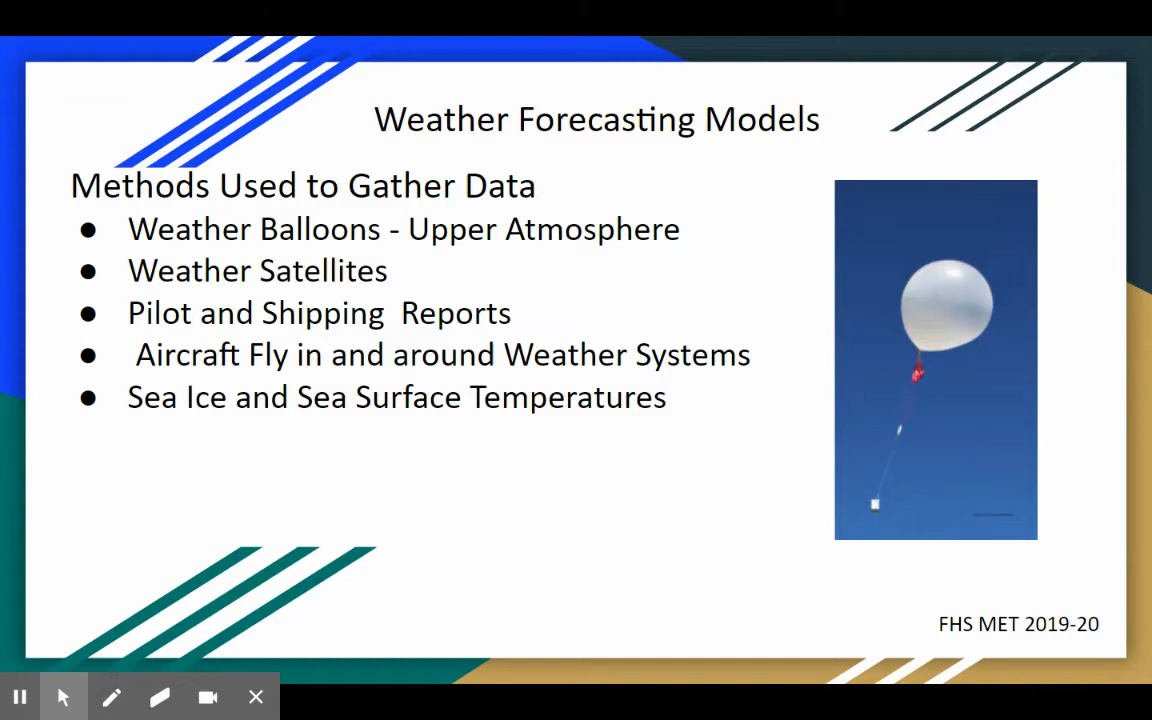 Weather Forecasting Models
Methods Used to Gather Data
● Weather Balloons - Upper Atmosphere
● Weather Satellites
● Pilot and Shipping  Reports
●  Aircraft Fly in and around Weather Systems
● Sea Ice and Sea Surface Temperatures
FHS MET 2019-20